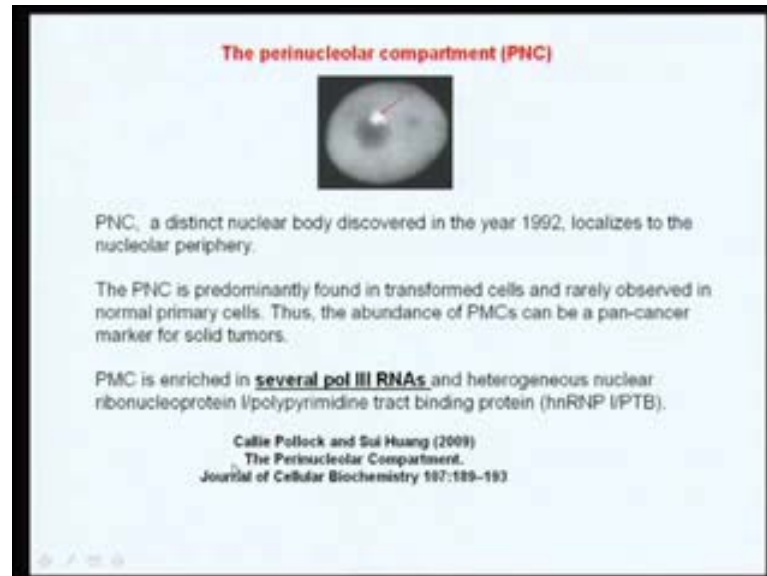 The perinucleolar compartment (PNC)
PNC, a distinct nuclear body discovered in the year 1992, localizes to the
nucleolar periphery.
The PNC is predominantly found in transformed cells and rarely observed in
normal primary cells. Thus, the abundance of PMCs can be a pan-cancer
marker for solid tumors.
PMC is enriched in several pol III RNAs and heterogeneous nuclear
ribonucleoprotein I/polypyrimidine tract binding protein (hnRNP I/PTB).
Callie Pollock and Sui Huang (2009)
The Perinucleolar Compartment.
Journal of Cellular Biochemistry 107:189–193